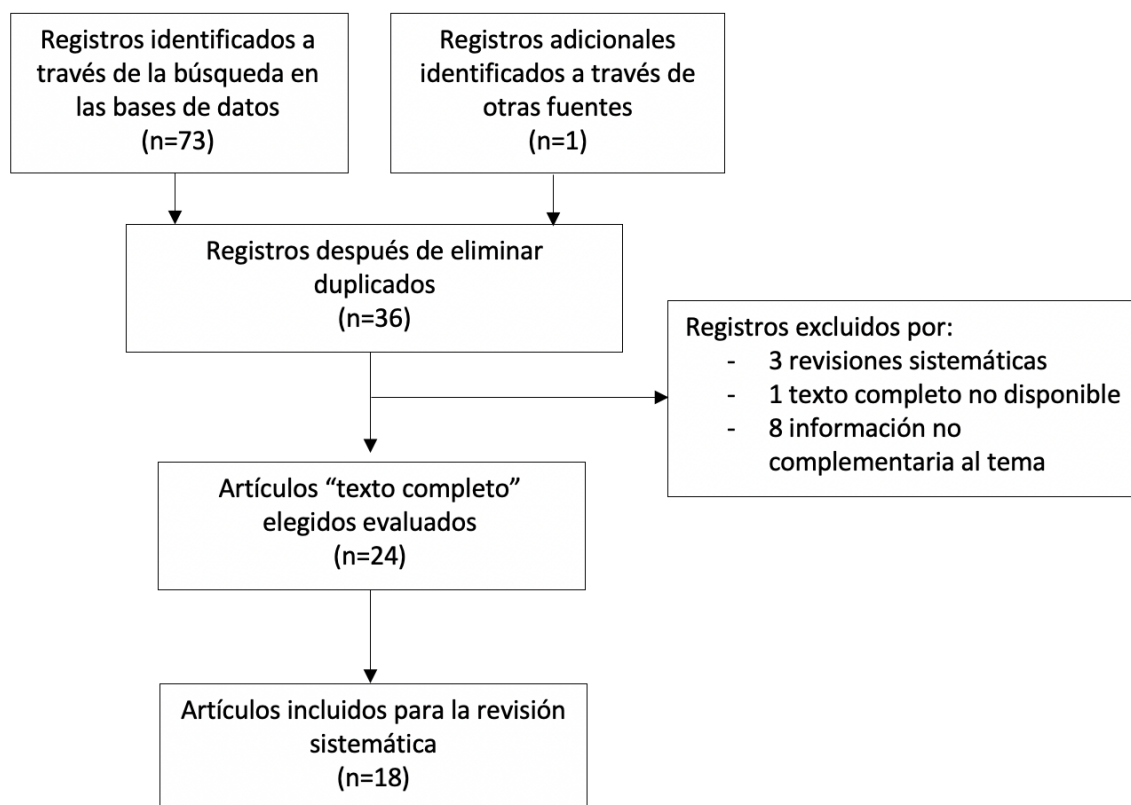 Registros identificados a
través de la búsqueda en
las bases de datos
(n=73)
Registros adicionales
identificados a través de
otras fuentes
(n=1)
Registros después de eliminar
duplicados
(n=36)
Registros excluidos por:
- 3 revisiones sistemáticas
- 1 texto completo no disponible
- 8 información no
complementaria al tema
Artículos “texto completo”
elegidos evaluados
(n=24)
Artículos incluidos para la revisión
sistemática
(n=18)